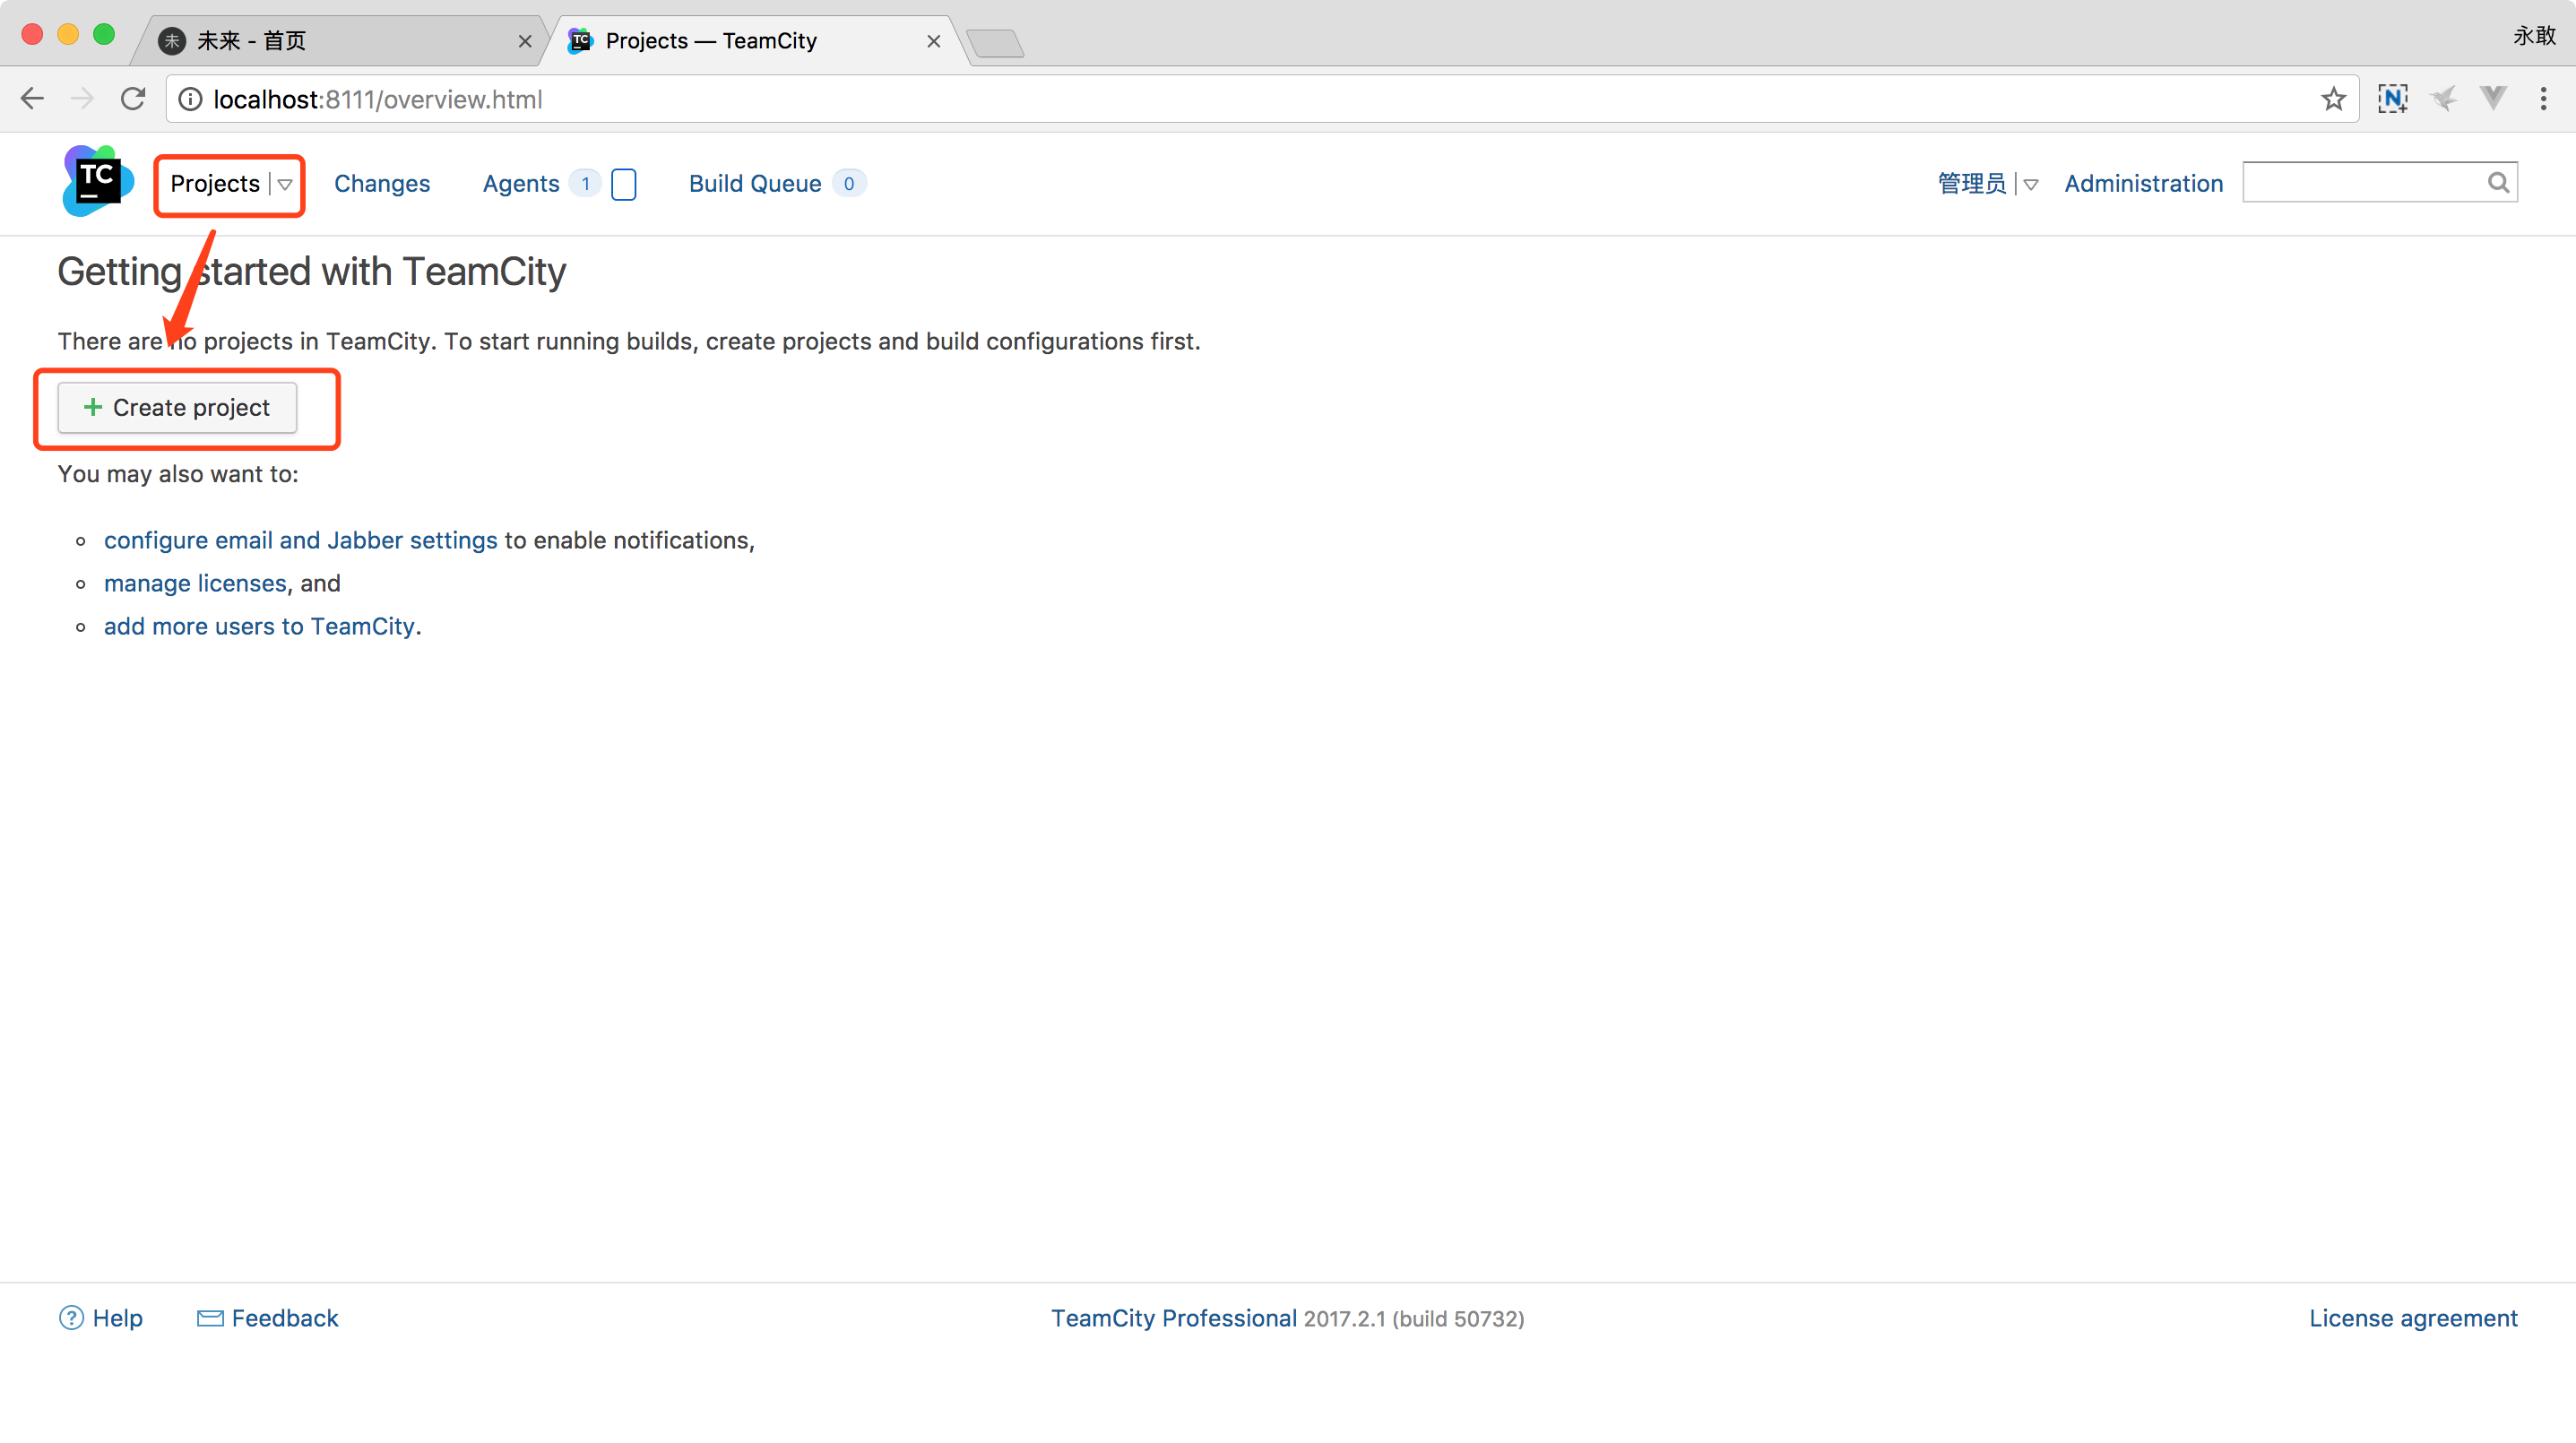 未 未来 - 首页
TC Projects — TeamCity
永敢
localhost:8111/overview.html
N
TC Projects Changes Agents 1 Build Queue 0 管理员 Administration
Getting started with TeamCity
There are no projects in TeamCity. To start running builds, create projects and build configurations first.
+ Create project
You may also want to:
configure email and Jabber settings to enable notifications,
manage licenses, and
add more users to TeamCity.
? Help Feedback TeamCity Professional 2017.2.1 (build 50732) License agreement